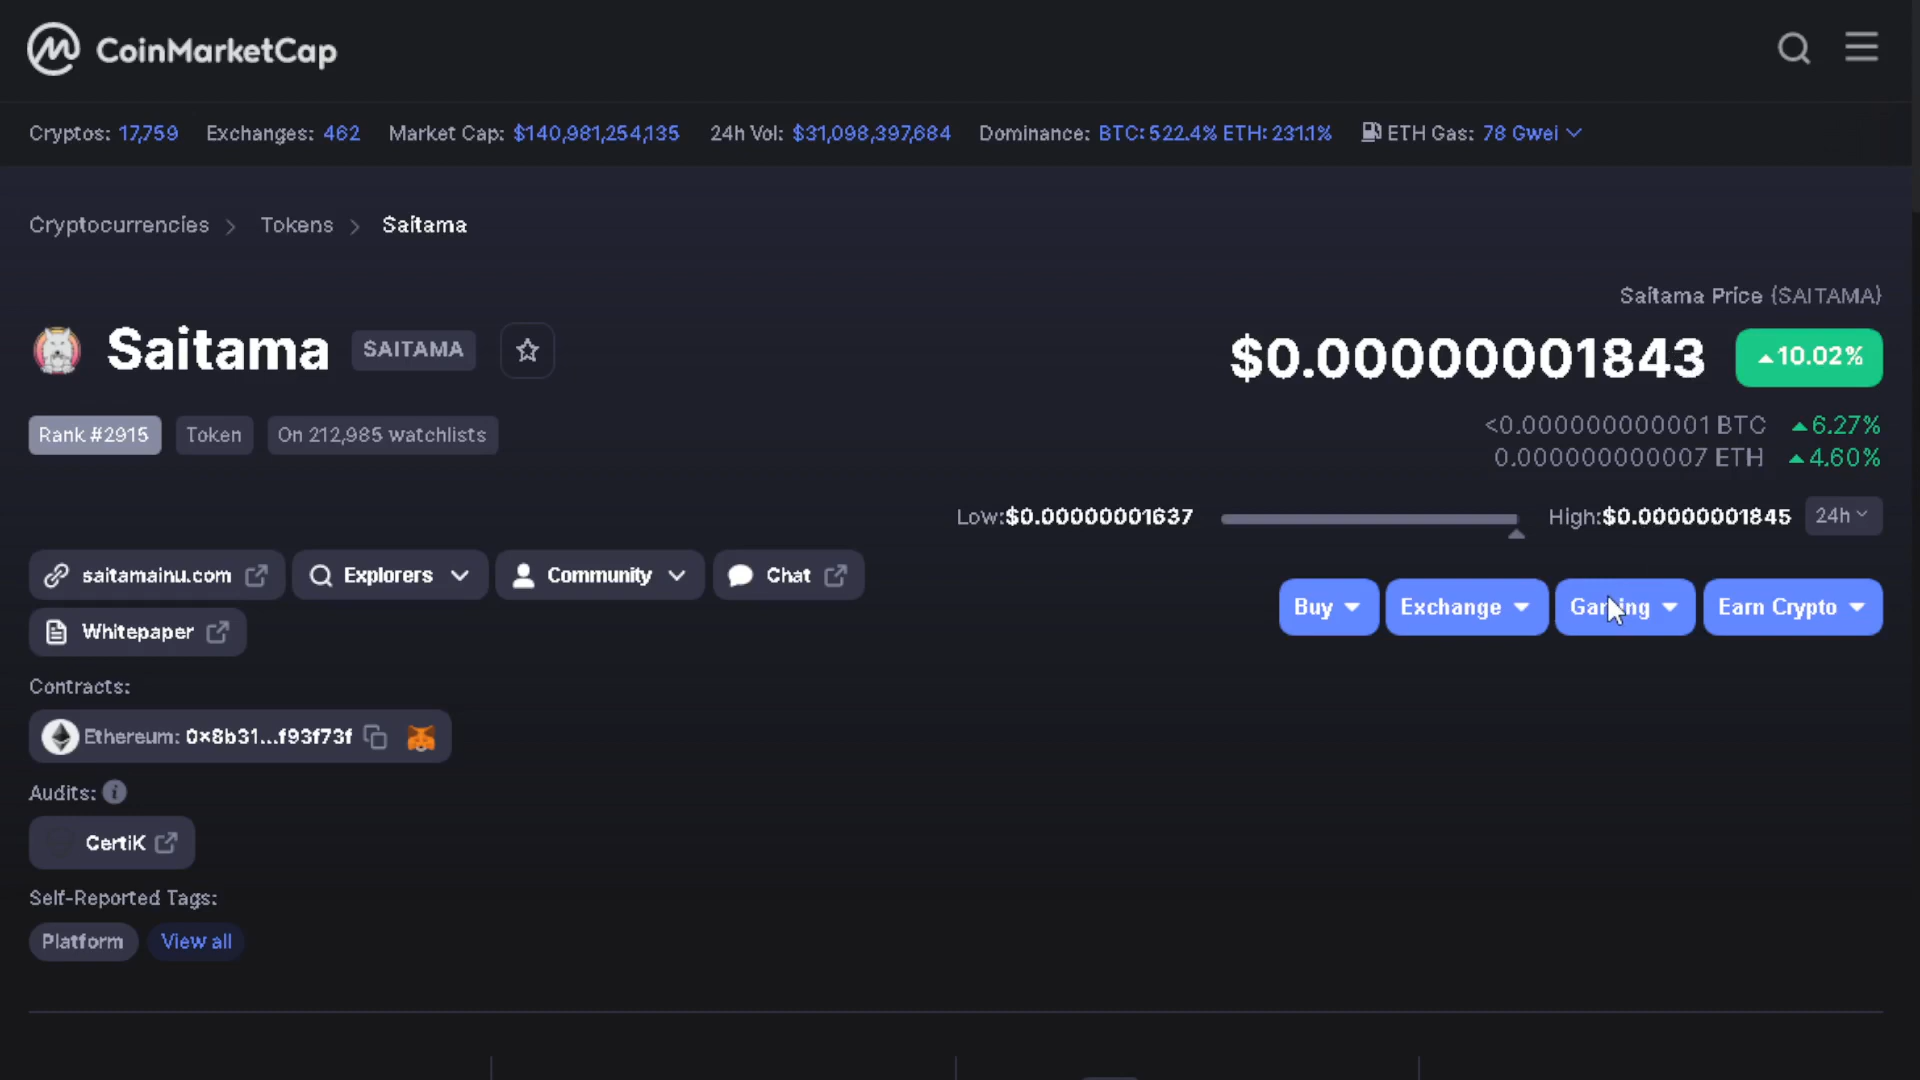 CoinMarketCap
Cryptos: 17,759 Exchanges: 462 Market Cap: $140,981,254,135 24h Vol: $31,098,397,684 Dominance: BTC: 522.4% ETH: 231.1% ETH Gas: 78 Gwei
Cryptocurrencies > Tokens > Saitama
Saitama Price (SAITAMA)
Saitama SAITAMA
$0.00000001843 10.02%
Rank #2915 Token On 212,985 watchlists
<0.000000000001 BTC 6.27%
0.000000000007 ETH 4.60%
Low:$0.00000001637 High:$0.00000001845 24h
saitamainu.com Explorers Community Chat
Buy Exchange Gaming Earn Crypto
Whitepaper
Contracts:
Ethereum: 0x8b31...f93f73f
Audits:
CertiK
Self-Reported Tags:
Platform View all